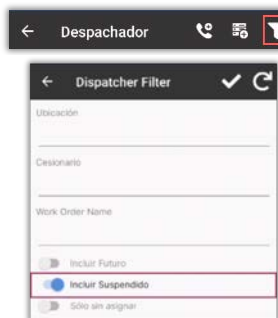 Despachador
Dispatcher Filter
Ubicación
Cesionario
Work Order Name
Incluir Futuro
Incluir Suspendido
Sólo sin asignar